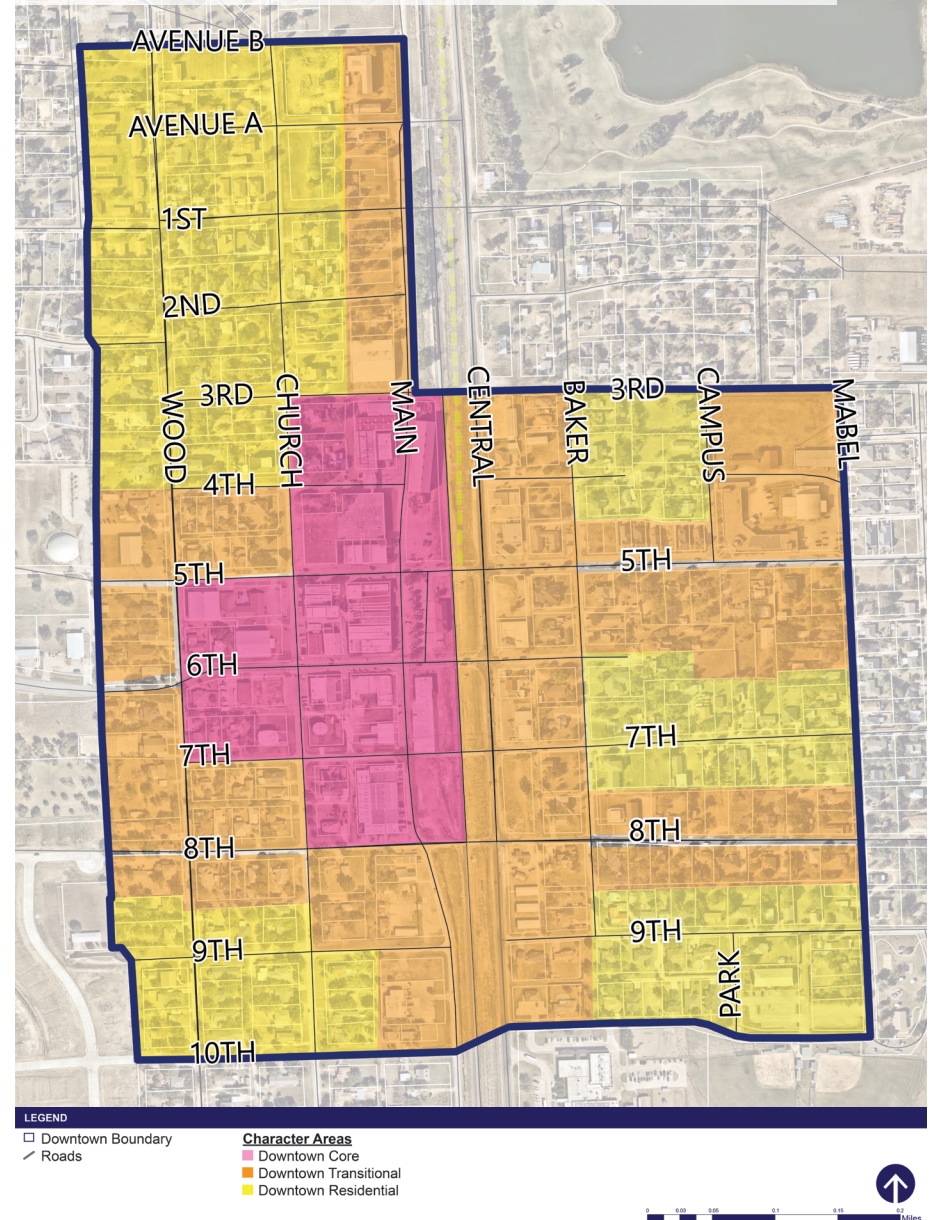 AVENUE B
AVENUE A
1ST
2ND
3RD
3RD
WOOD
CHURCH
MAIN
CENTRAL
BAKER
CAMPUS
MABEL
4TH
5TH
5TH
6TH
7TH
7TH
8TH
8TH
9TH
9TH
PARK
10TH
LEGEND
Downtown Boundary
Roads
Character Areas
Downtown Core
Downtown Transitional
Downtown Residential
0 0.03 0.05 0.1 0.15 0.2
Miles